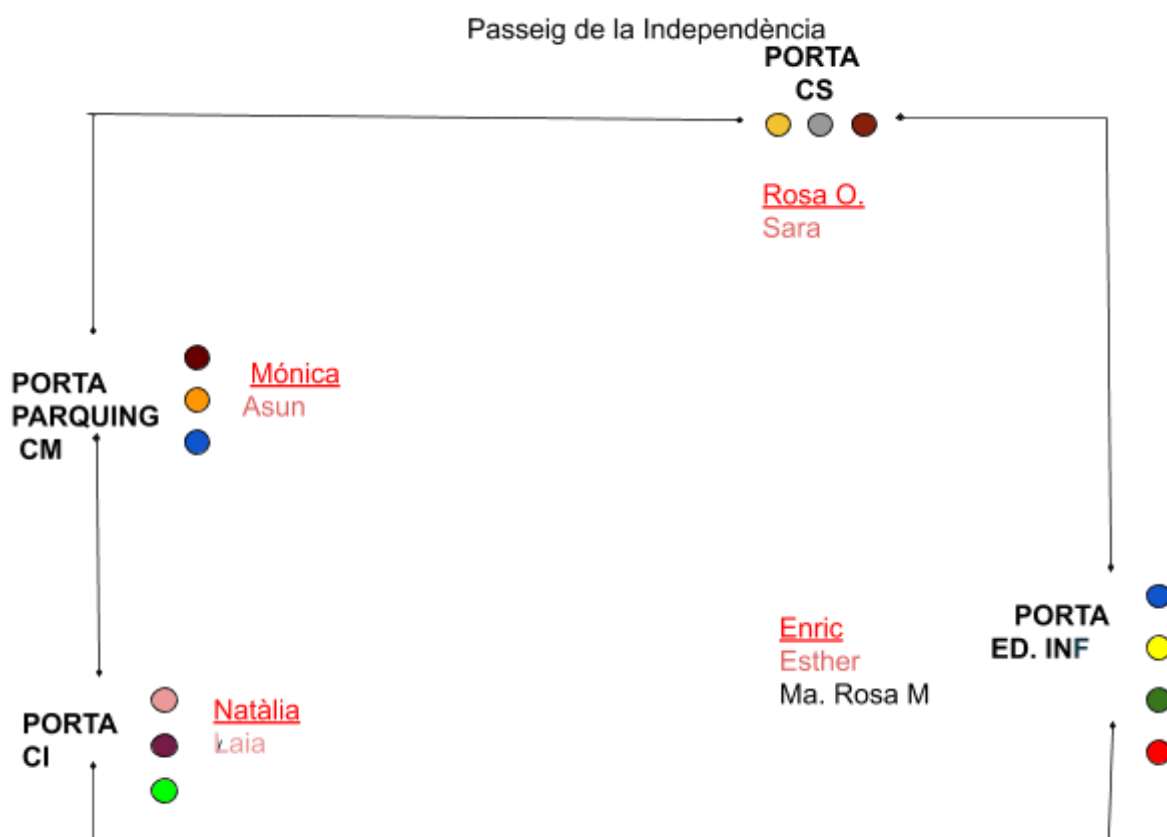 Passeig de la Independència
PORTA
CS
Rosa O.
Sara
PORTA
PARQUING
CM
Mónica
Asun
PORTA
CI
Natàlia
Laia
Enric
Esther
Ma. Rosa M
PORTA
ED. INF